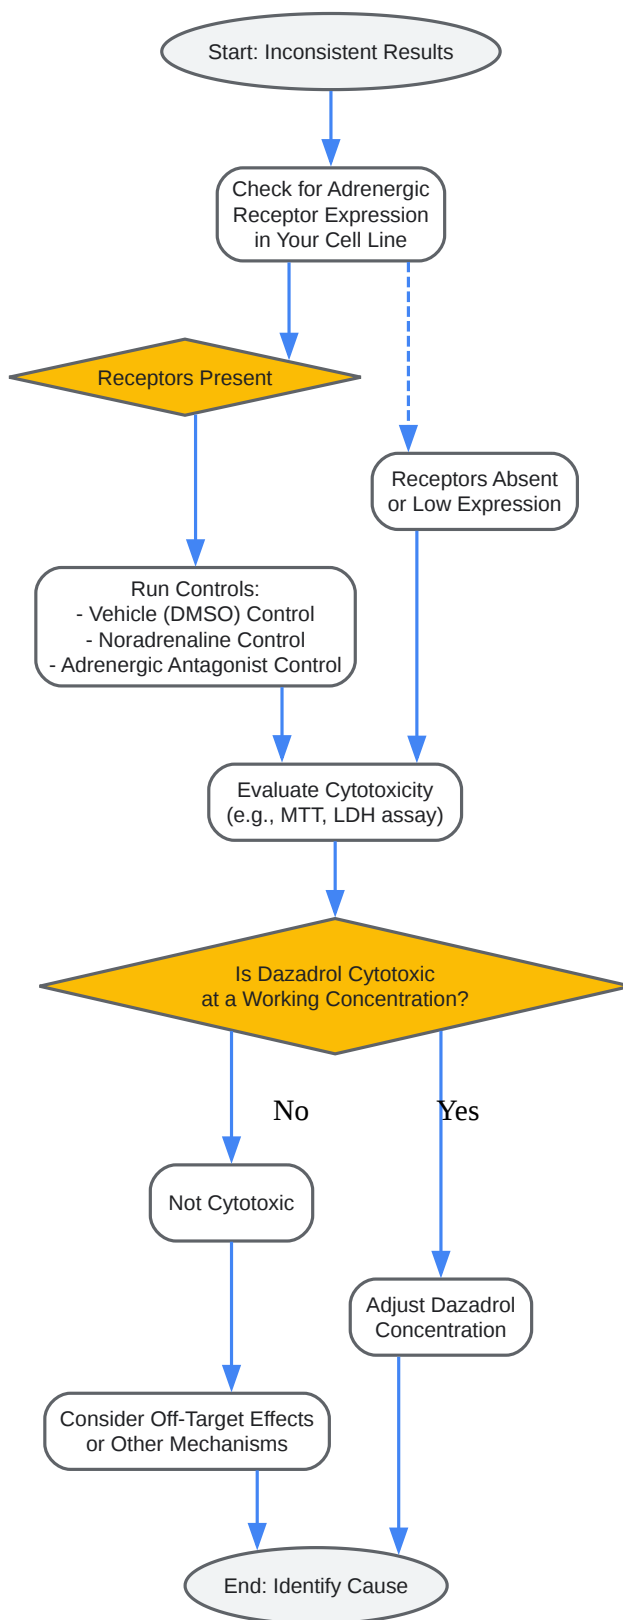 Start: Inconsistent Results
Check for Adrenergic
Receptor Expression
in Your Cell Line
Receptors Present
Receptors Absent
or Low Expression
Run Controls:
- Vehicle (DMSO) Control
- Noradrenaline Control
- Adrenergic Antagonist Control
Evaluate Cytotoxicity
(e.g., MTT, LDH assay)
Is Dazadrol Cytotoxic
at a Working Concentration?
No
Yes
Not Cytotoxic
Adjust Dazadrol
Concentration
Consider Off-Target Effects
or Other Mechanisms
End: Identify Cause